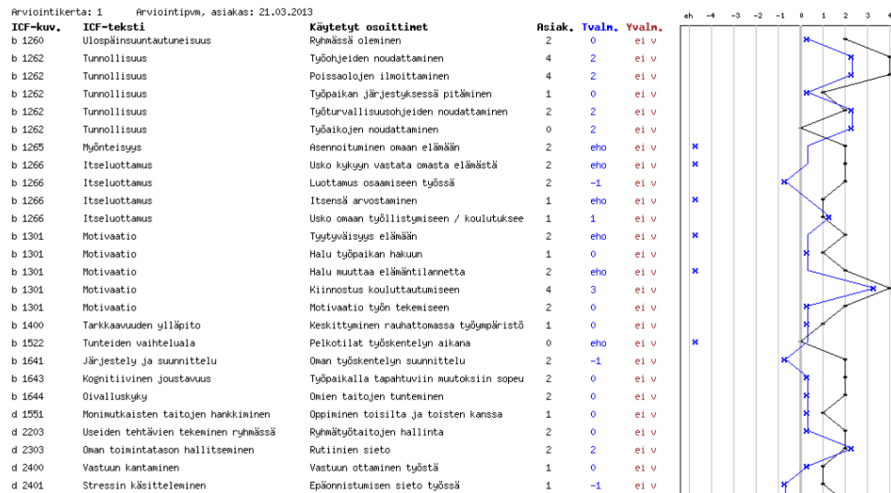 Arviointikerta: 1 Arviointipvm, asiakas: 21.03.2013
ICF-kuv. ICF-teksti Käytetyt osoittimet Asiak. Tvalm. Yvalm. eh -4 -3 -2 -1 0 1 2 3 4
b 1260 Ulospäinsuuntautuneisuus Ryhmässä oleminen 2 0 ei v
b 1262 Tunnollisuus Työohjeiden noudattaminen 4 2 ei v
b 1262 Tunnollisuus Poissaolojen ilmoittaminen 4 2 ei v
b 1262 Tunnollisuus Työpaikan järjestyksessä pitäminen 1 0 ei v
b 1262 Tunnollisuus Työturvallisuusohjeiden noudattaminen 2 2 ei v
b 1262 Tunnollisuus Työaikojen noudattaminen 0 2 ei v
b 1265 Myönteisyys Asennoituminen omaan elämään 2 eho ei v
b 1266 Itseluottamus Usko kykyyn vastata omasta elämästä 2 eho ei v
b 1266 Itseluottamus Luottamus osaamiseen työssä 2 -1 ei v
b 1266 Itseluottamus Itsensä arvostaminen 1 eho ei v
b 1266 Itseluottamus Usko omaan työllistymiseen / koulutuksee 1 1 ei v
b 1301 Motivaatio Tyytyväisyys elämään 2 eho ei v
b 1301 Motivaatio Halu työpaikan hakuun 1 0 ei v
b 1301 Motivaatio Halu muuttaa elämäntilannetta 2 eho ei v
b 1301 Motivaatio Kiinnostus kouluttautumiseen 4 3 ei v
b 1301 Motivaatio Motivaatio työn tekemiseen 2 0 ei v
b 1400 Tarkkaavuuden ylläpito Keskittyminen rauhattomassa työympäristö 1 0 ei v
b 1522 Tunteiden vaihteluala Pelkotilat työskentelyn aikana 0 eho ei v
b 1641 Järjestely ja suunnittelu Oman työskentelyn suunnittelu 2 -1 ei v
b 1643 Kognitiivinen joustavuus Työpaikalla tapahtuviin muutoksiin sopeu 2 0 ei v
b 1644 Oivalluskyky Omien taitojen tunteminen 2 0 ei v
d 1551 Monimutkaisten taitojen hankkiminen Oppiminen toisilta ja toisten kanssa 1 0 ei v
d 2203 Useiden tehtävien tekeminen ryhmässä Ryhmätyötaitojen hallinta 2 0 ei v
d 2303 Oman toimintatason hallitseminen Rutiinien sieto 2 2 ei v
d 2400 Vastuun kantaminen Vastuun ottaminen työstä 1 0 ei v
d 2401 Stressin käsitteleminen Epäonnistumisen sieto työssä 1 -1 ei v